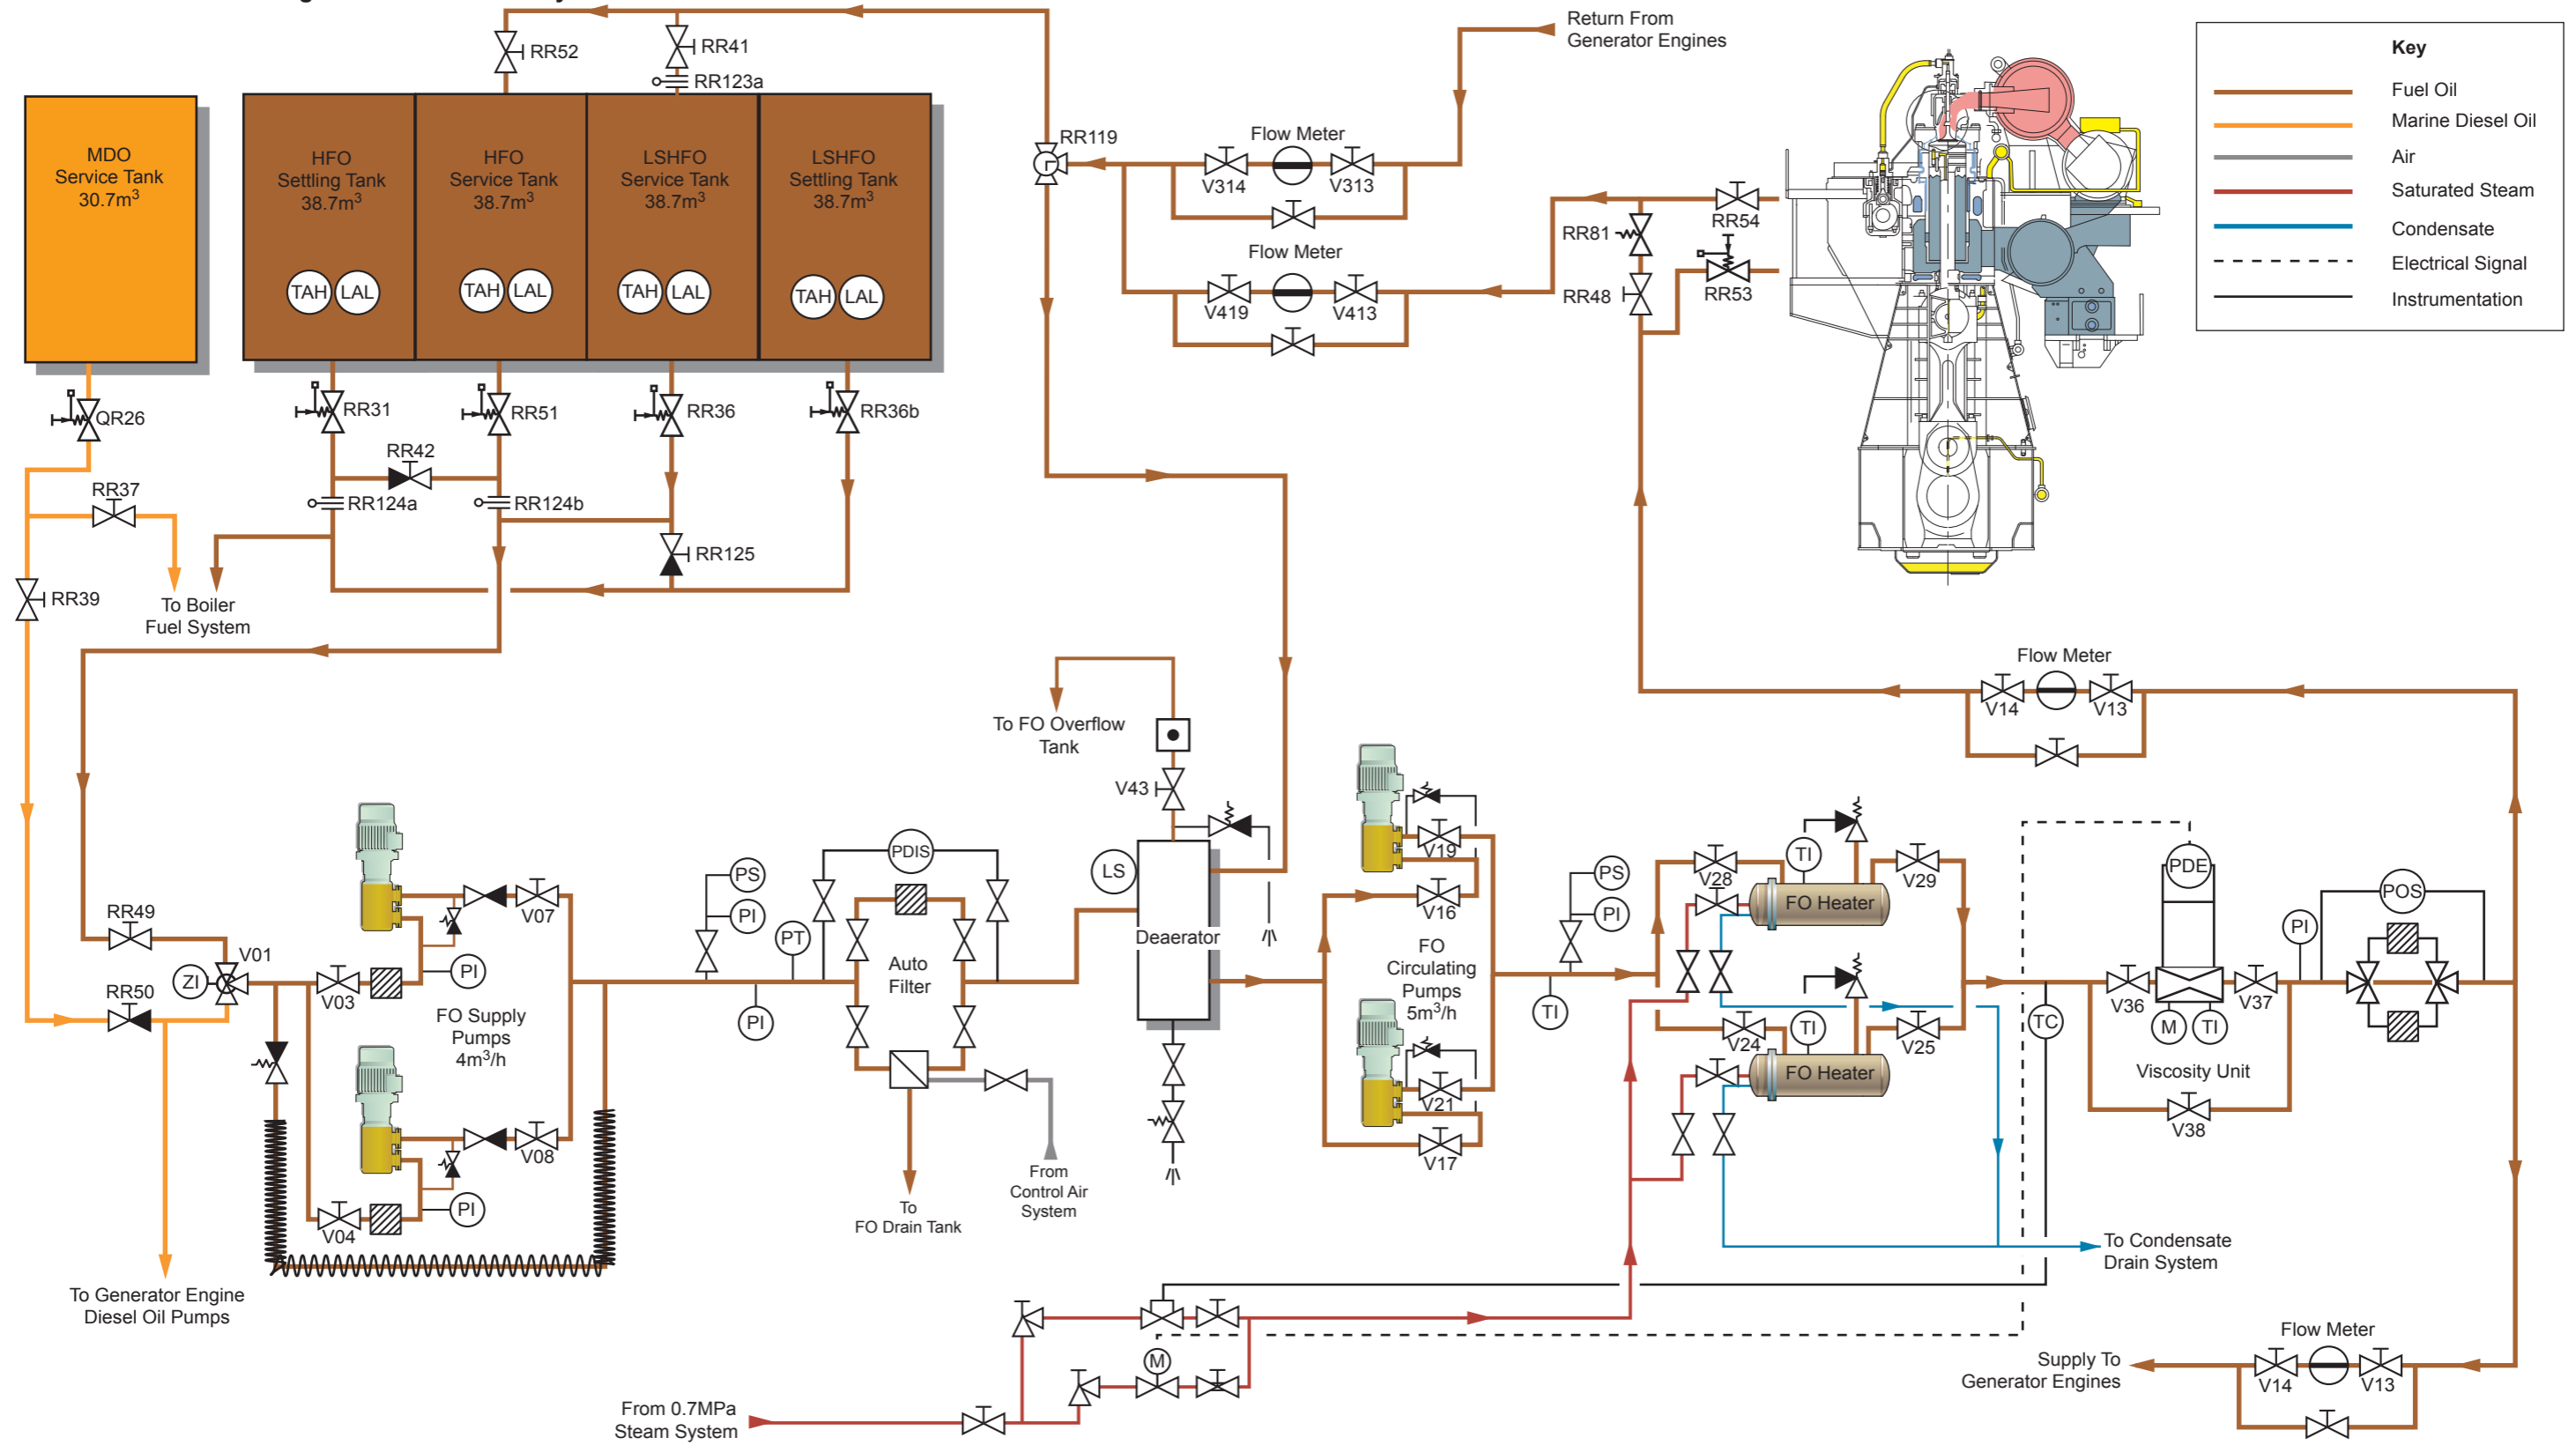 Return From
Generator Engines
Key
Fuel Oil
Marine Diesel Oil
Air
Saturated Steam
Condensate
Electrical Signal
Instrumentation
RR52
RR41
RR123a
MDO
Service Tank
30.7m³
HFO
Settling Tank
38.7m³
HFO
Service Tank
38.7m³
LSHFO
Service Tank
38.7m³
LSHFO
Settling Tank
38.7m³
TAH
LAL
TAH
LAL
TAH
LAL
TAH
LAL
RR119
Flow Meter
V314
V313
Flow Meter
V419
V413
RR81
RR54
RR48
RR53
QR26
RR31
RR51
RR36
RR36b
RR42
RR37
RR124a
RR124b
RR125
RR39
To Boiler
Fuel System
Flow Meter
V14
V13
To FO Overflow
Tank
V43
LS
Deaerator
RR49
V01
ZI
RR50
V03
PI
V07
FO Supply
Pumps
4m³/h
V08
V04
PI
To Generator Engine
Diesel Oil Pumps
PS
PI
PT
PI
PDIS
Auto
Filter
To
FO Drain Tank
From
Control Air
System
V19
V16
FO
Circulating
Pumps
5m³/h
V21
V17
PS
PI
TI
V28
TI
V29
FO Heater
V24
TI
V25
FO Heater
TC
PDE
V36
V37
M
TI
Viscosity Unit
V38
PI
POS
To Condensate
Drain System
M
From 0.7MPa
Steam System
Flow Meter
Supply To
Generator Engines
V14
V13